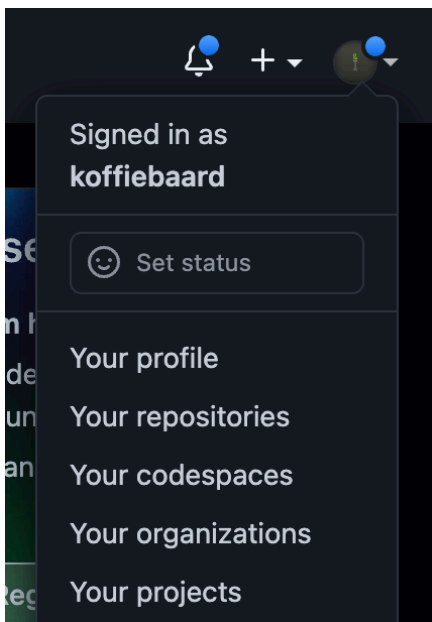 Signed in as
koffiebaard
Set status
Your profile
Your repositories
Your codespaces
Your organizations
Your projects